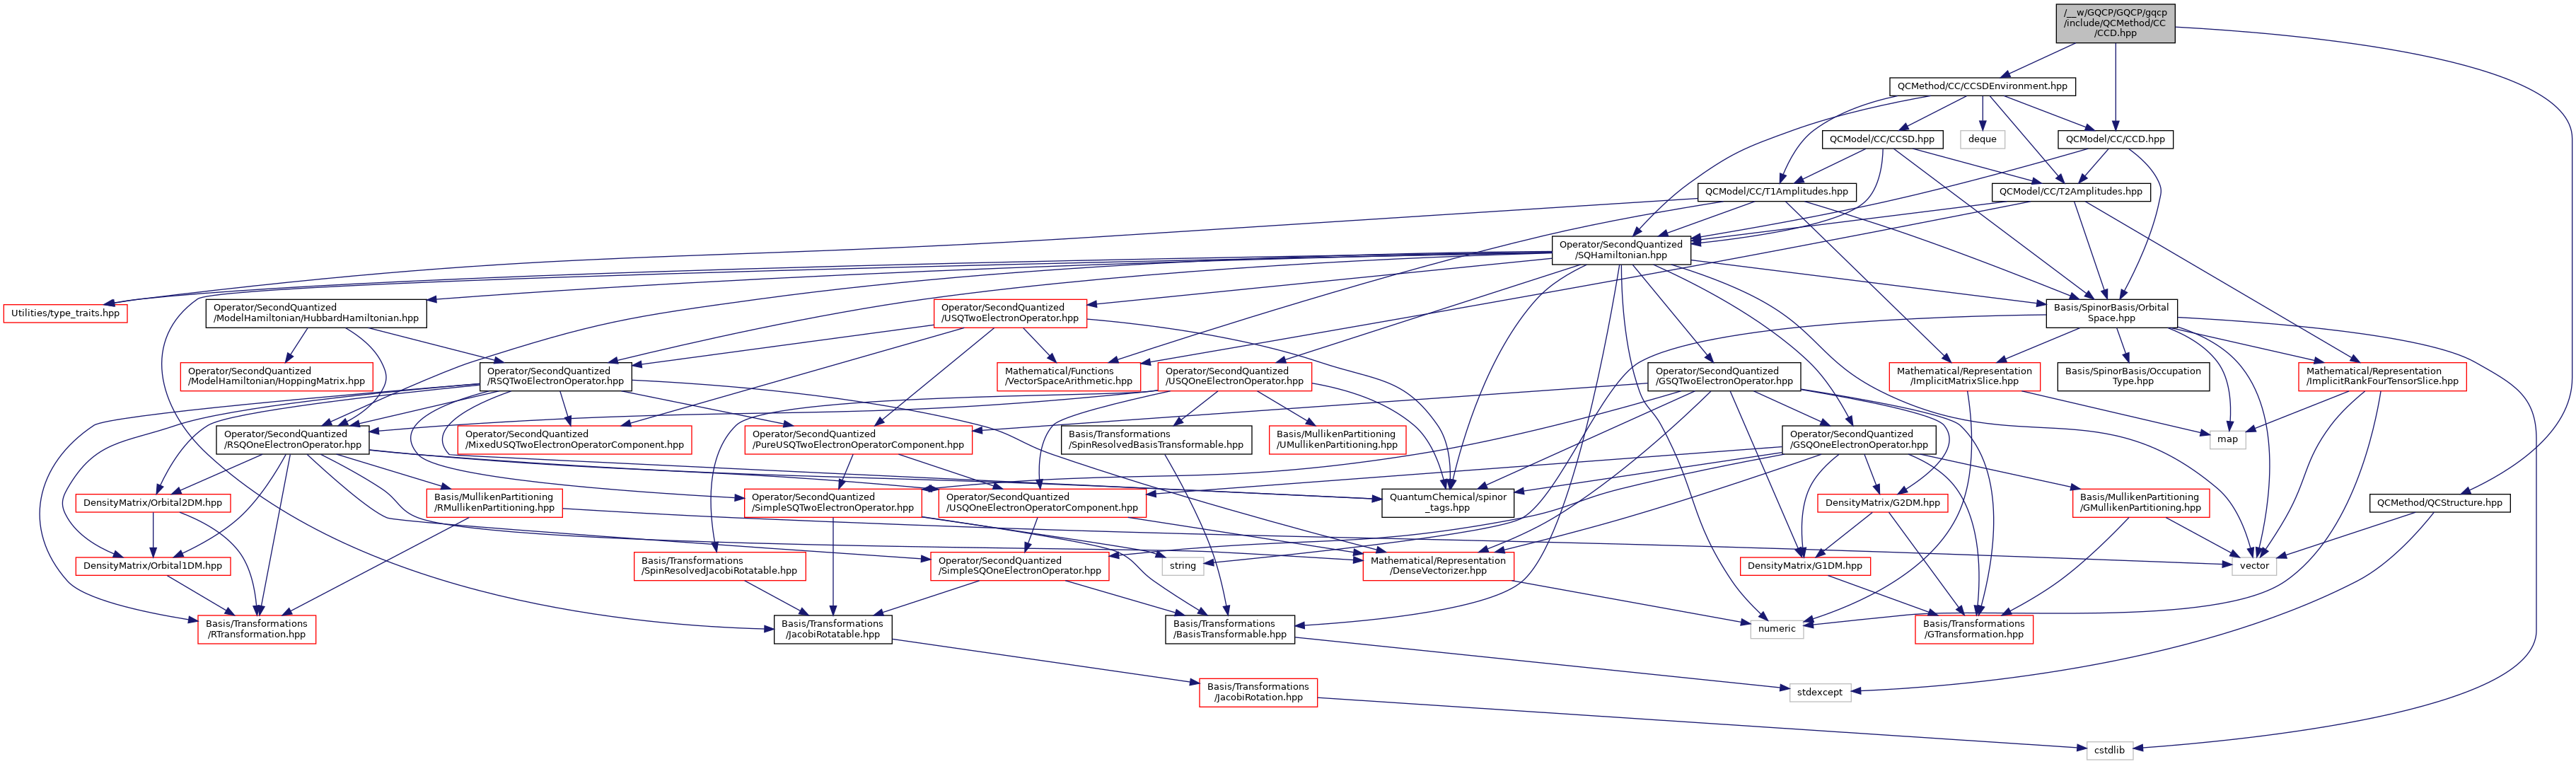 /__w/GQCP/GQCP/gqcp
/include/QCMethod/CC
/CCD.hpp
QCMethod/CC/CCSDEnvironment.hpp
QCModel/CC/CCSD.hpp
deque
QCModel/CC/CCD.hpp
QCModel/CC/T1Amplitudes.hpp
QCModel/CC/T2Amplitudes.hpp
Operator/SecondQuantized
/SQHamiltonian.hpp
Utilities/type_traits.hpp
Operator/SecondQuantized
/ModelHamiltonian/HubbardHamiltonian.hpp
Operator/SecondQuantized
/USQTwoElectronOperator.hpp
Basis/SpinorBasis/Orbital
Space.hpp
Operator/SecondQuantized
/ModelHamiltonian/HoppingMatrix.hpp
Operator/SecondQuantized
/RSQTwoElectronOperator.hpp
Mathematical/Functions
/VectorSpaceArithmetic.hpp
Operator/SecondQuantized
/USQOneElectronOperator.hpp
Operator/SecondQuantized
/GSQTwoElectronOperator.hpp
Mathematical/Representation
/ImplicitMatrixSlice.hpp
Basis/SpinorBasis/Occupation
Type.hpp
Mathematical/Representation
/ImplicitRankFourTensorSlice.hpp
Operator/SecondQuantized
/RSQOneElectronOperator.hpp
Operator/SecondQuantized
/MixedUSQTwoElectronOperatorComponent.hpp
Operator/SecondQuantized
/PureUSQTwoElectronOperatorComponent.hpp
Basis/Transformations
/SpinResolvedBasisTransformable.hpp
Basis/MullikenPartitioning
/UMullikenPartitioning.hpp
Operator/SecondQuantized
/GSQOneElectronOperator.hpp
map
DensityMatrix/Orbital2DM.hpp
Basis/MullikenPartitioning
/RMullikenPartitioning.hpp
Operator/SecondQuantized
/SimpleSQTwoElectronOperator.hpp
Operator/SecondQuantized
/USQOneElectronOperatorComponent.hpp
QuantumChemical/spinor
_tags.hpp
DensityMatrix/G2DM.hpp
Basis/MullikenPartitioning
/GMullikenPartitioning.hpp
QCMethod/QCStructure.hpp
DensityMatrix/Orbital1DM.hpp
Basis/Transformations
/SpinResolvedJacobiRotatable.hpp
Operator/SecondQuantized
/SimpleSQOneElectronOperator.hpp
string
Mathematical/Representation
/DenseVectorizer.hpp
DensityMatrix/G1DM.hpp
vector
Basis/Transformations
/RTransformation.hpp
Basis/Transformations
/JacobiRotatable.hpp
Basis/Transformations
/BasisTransformable.hpp
numeric
Basis/Transformations
/GTransformation.hpp
Basis/Transformations
/JacobiRotation.hpp
stdexcept
cstdlib